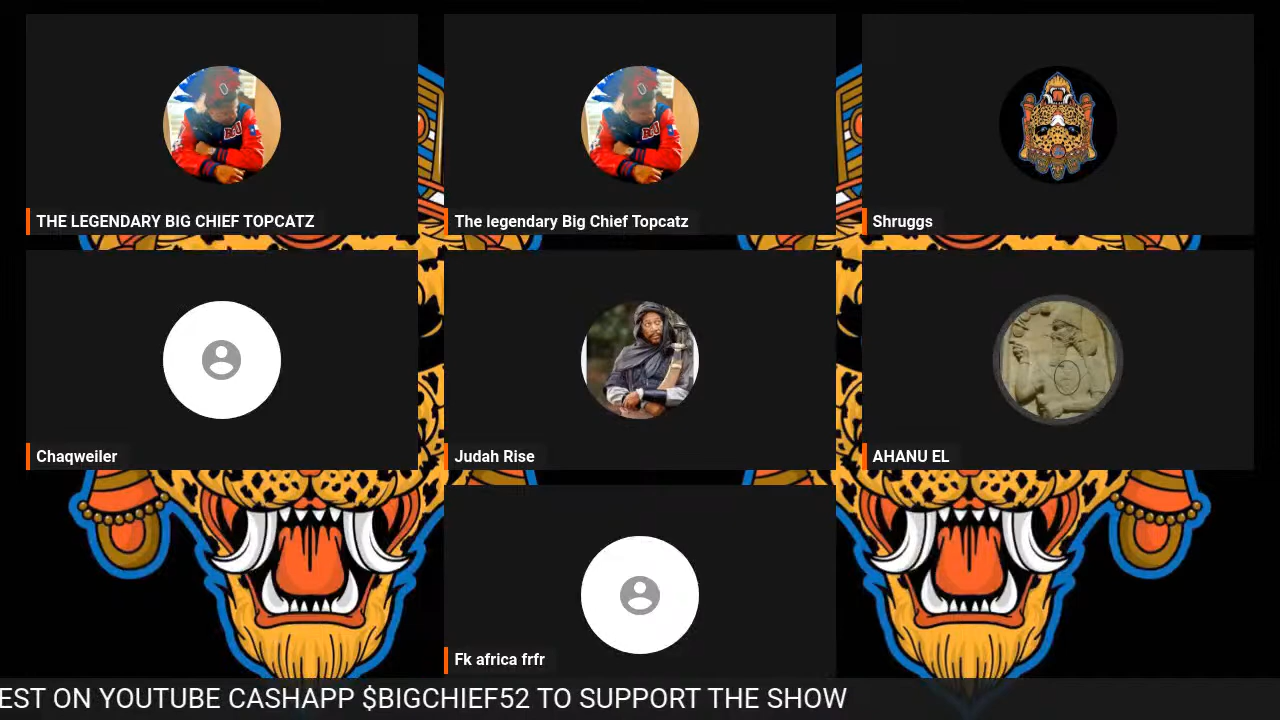 THE LEGENDARY BIG CHIEF TOPCATZ
The legendary Big Chief Topcatz
Shruggs
Chaqweiler
Judah Rise
AHANU EL
Fk africa frfr
EST ON YOUTUBE CASHAPP $BIGCHIEF52 TO SUPPORT THE SHOW